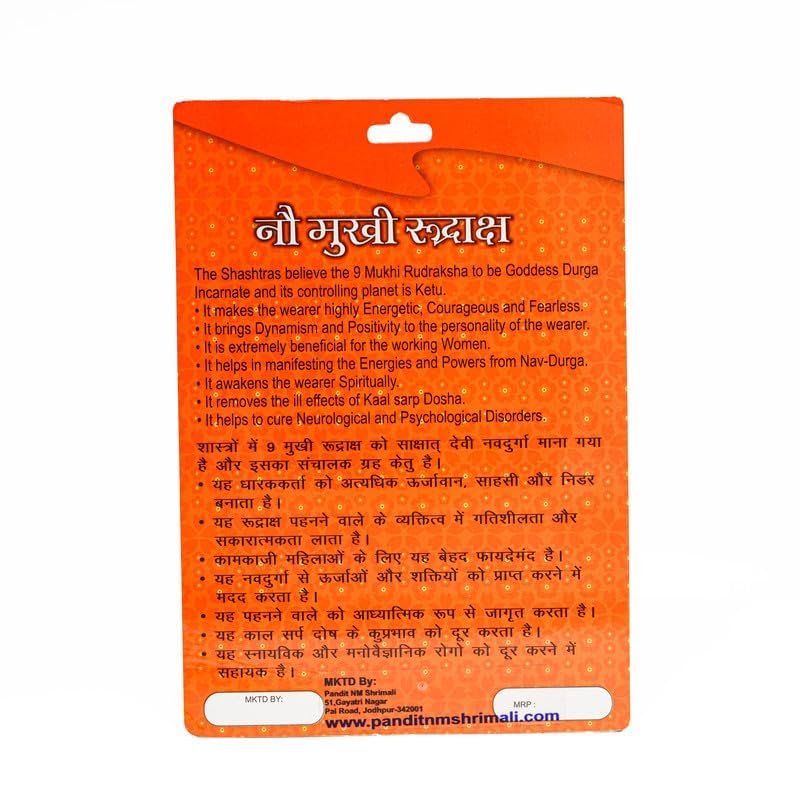 नौ मुखी रूद्राक्ष
The Shashtras believe the 9 Mukhi Rudraksha to be Goddess Durga
Incarnate and its controlling planet is Ketu.
• It makes the wearer highly Energetic, Courageous and Fearless.
• It brings Dynamism and Positivity to the personality of the wearer.
• It is extremely beneficial for the working Women.
• It helps in manifesting the Energies and Powers from Nav-Durga.
• It awakens the wearer Spiritually.
• It removes the ill effects of Kaal sarp Dosha.
• It helps to cure Neurological and Psychological Disorders.
शास्त्रों में 9 मुखी रूद्राक्ष को साक्षात् देवी नवदुर्गा माना गया
है और इसका संचालक ग्रह केतु है।
• यह धारककर्ता को अत्यधिक ऊर्जावान, साहसी और निडर
बनाता है।
• यह रूद्राक्ष पहनने वाले के व्यक्तित्व में गतिशीलता और
सकारात्मकता लाता है।
• कामकाजी महिलाओं के लिए यह बेहद फायदेमंद है।
• यह नवदुर्गा से ऊर्जाओं और शक्तियों को प्राप्त करने में
मदद करता है।
• यह पहनने वाले को आध्यात्मिक रूप से जागृत करता है।
• यह काल सर्प दोष के कुप्रभाव को दूर करता है।
• यह स्नायविक और मनोवैज्ञानिक रोगो को दूर करने में
सहायक है।
MKTD BY:
MKTD By:
Pandit NM Shrimali
51,Gayatri Nagar
Pal Road, Jodhpur-342001
www.panditnmshrimali.com
MRP :